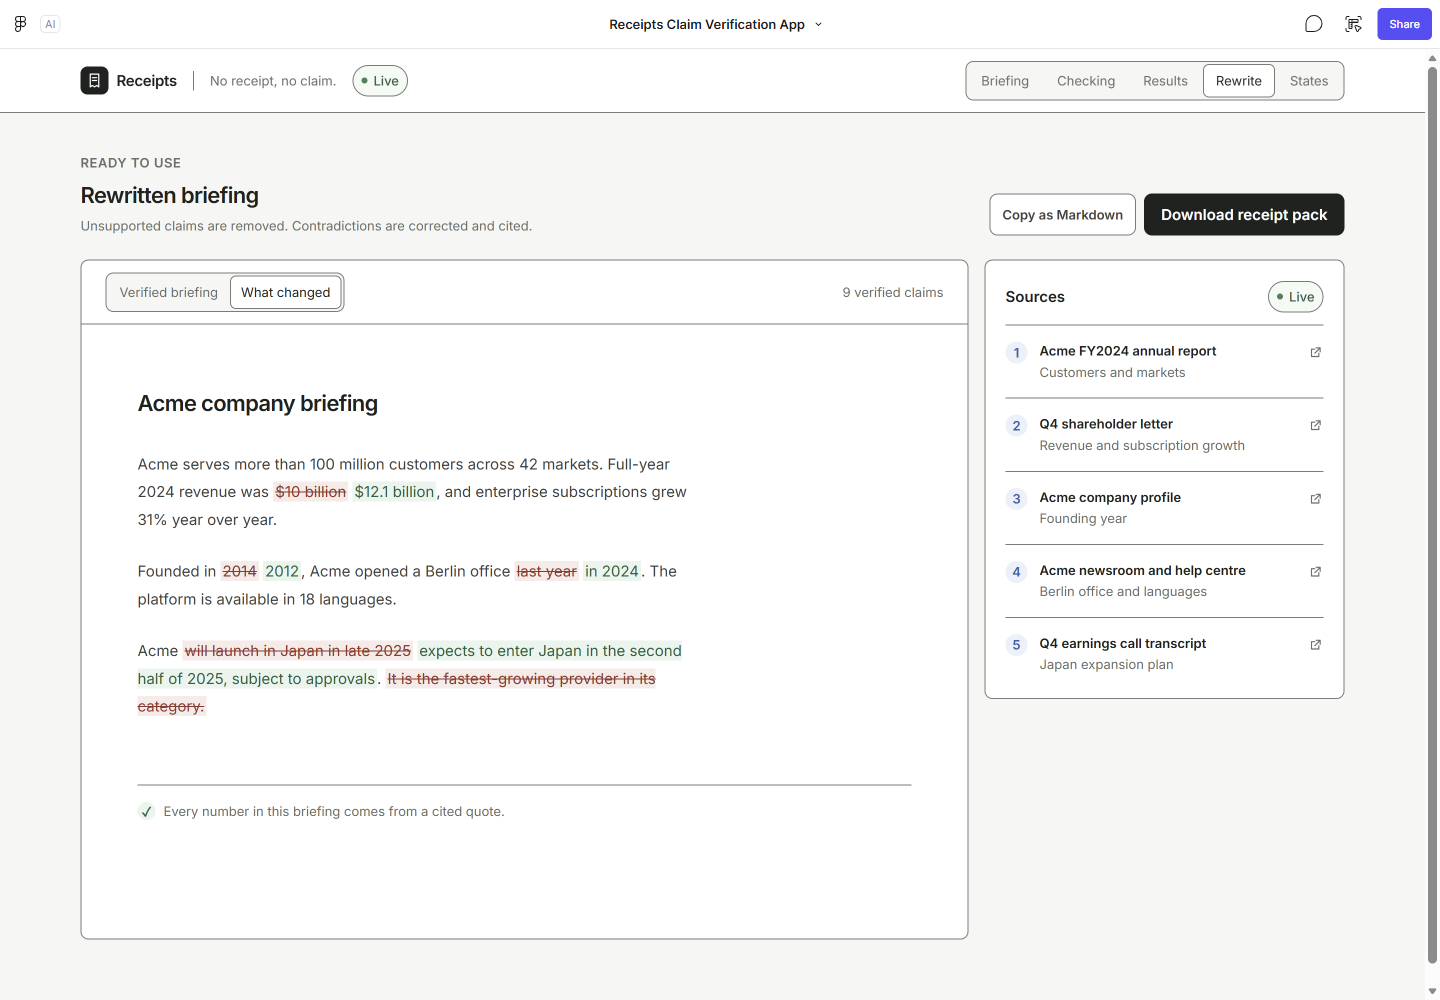 AI
Receipts Claim Verification App
Share
Receipts
No receipt, no claim.
Live
Briefing
Checking
Results
Rewrite
States
READY TO USE
Rewritten briefing
Unsupported claims are removed. Contradictions are corrected and cited.
Copy as Markdown
Download receipt pack
Verified briefing
What changed
9 verified claims
Acme company briefing
Acme serves more than 100 million customers across 42 markets. Full-year
2024 revenue was $10 billion $12.1 billion, and enterprise subscriptions grew
31% year over year.
Founded in 2014 2012, Acme opened a Berlin office last year in 2024. The
platform is available in 18 languages.
Acme will launch in Japan in late 2025 expects to enter Japan in the second
half of 2025, subject to approvals. It is the fastest-growing provider in its
category.
Every number in this briefing comes from a cited quote.
Sources
Live
1
Acme FY2024 annual report
Customers and markets
2
Q4 shareholder letter
Revenue and subscription growth
3
Acme company profile
Founding year
4
Acme newsroom and help centre
Berlin office and languages
5
Q4 earnings call transcript
Japan expansion plan